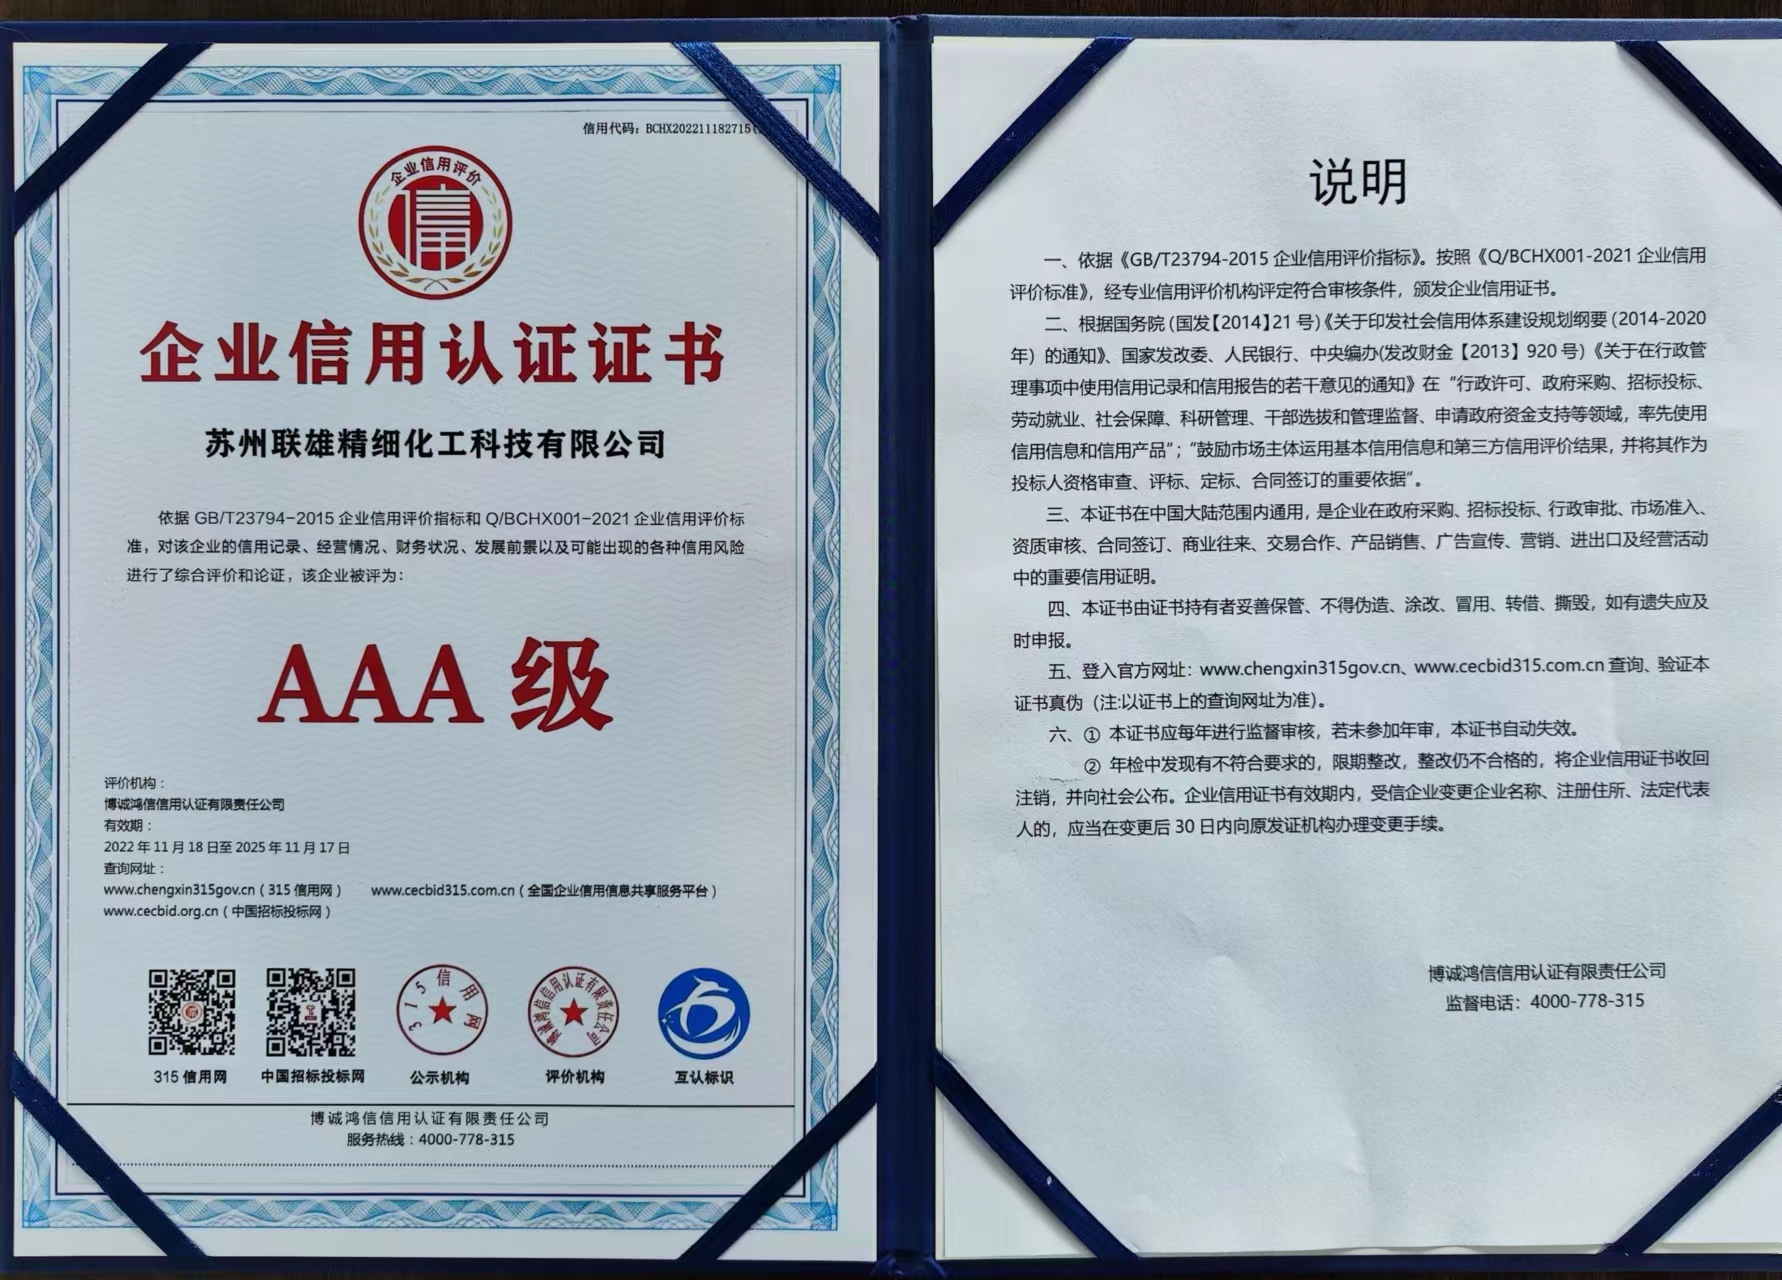 信用代码：BCHX202211182715
企业信用评价
信用
企业信用认证证书
苏州联雄精细化工科技有限公司
依据 GB/T23794-2015 企业信用评价指标和 Q/BCHX001-2021 企业信用评价标
准，对该企业的信用记录、经营情况、财务状况、发展前景以及可能出现的各种信用风险
进行了综合评价和论证，该企业被评为：
AAA 级
评价机构：
博诚鸿信信用认证有限责任公司
有效期：
2022 年 11 月 18 日至 2025 年 11 月 17 日
查询网址：
www.chengxin315gov.cn（315 信用网） www.cecbid315.com.cn（全国企业信用信息共享服务平台）
www.cecbid.org.cn（中国招标投标网）
315信用网
博诚鸿信信用认证有限责任公司
315 信用网 中国招标投标网 公示机构 评价机构 互认标识
博诚鸿信信用认证有限责任公司
服务热线：4000-778-315
说明
一、依据《GB/T23794-2015 企业信用评价指标》。按照《Q/BCHX001-2021 企业信用
评价标准》，经专业信用评价机构评定符合审核条件，颁发企业信用证书。
二、根据国务院（国发【2014】21 号）《关于印发社会信用体系建设规划纲要（2014-2020
年）的通知》、国家发改委、人民银行、中央编办(发改财金【2013】920 号)《关于在行政管
理事项中使用信用记录和信用报告的若干意见的通知》在“行政许可、政府采购、招标投标、
劳动就业、社会保障、科研管理、干部选拔和管理监督、申请政府资金支持等领域，率先使用
信用信息和信用产品”；“鼓励市场主体运用基本信用信息和第三方信用评价结果，并将其作为
投标人资格审查、评标、定标、合同签订的重要依据”。
三、本证书在中国大陆范围内通用，是企业在政府采购、招标投标、行政审批、市场准入、
资质审核、合同签订、商业往来、交易合作、产品销售、广告宣传、营销、进出口及经营活动
中的重要信用证明。
四、本证书由证书持有者妥善保管、不得伪造、涂改、冒用、转借、撕毁，如有遗失应及
时申报。
五、登入官方网址：www.chengxin315gov.cn、www.cecbid315.com.cn 查询、验证本
证书真伪（注:以证书上的查询网址为准）。
六、① 本证书应每年进行监督审核，若未参加年审，本证书自动失效。
② 年检中发现有不符合要求的，限期整改，整改仍不合格的，将企业信用证书收回
注销，并向社会公布。企业信用证书有效期内，受信企业变更企业名称、注册住所、法定代表
人的，应当在变更后 30 日内向原发证机构办理变更手续。
博诚鸿信信用认证有限责任公司
监督电话：4000-778-315